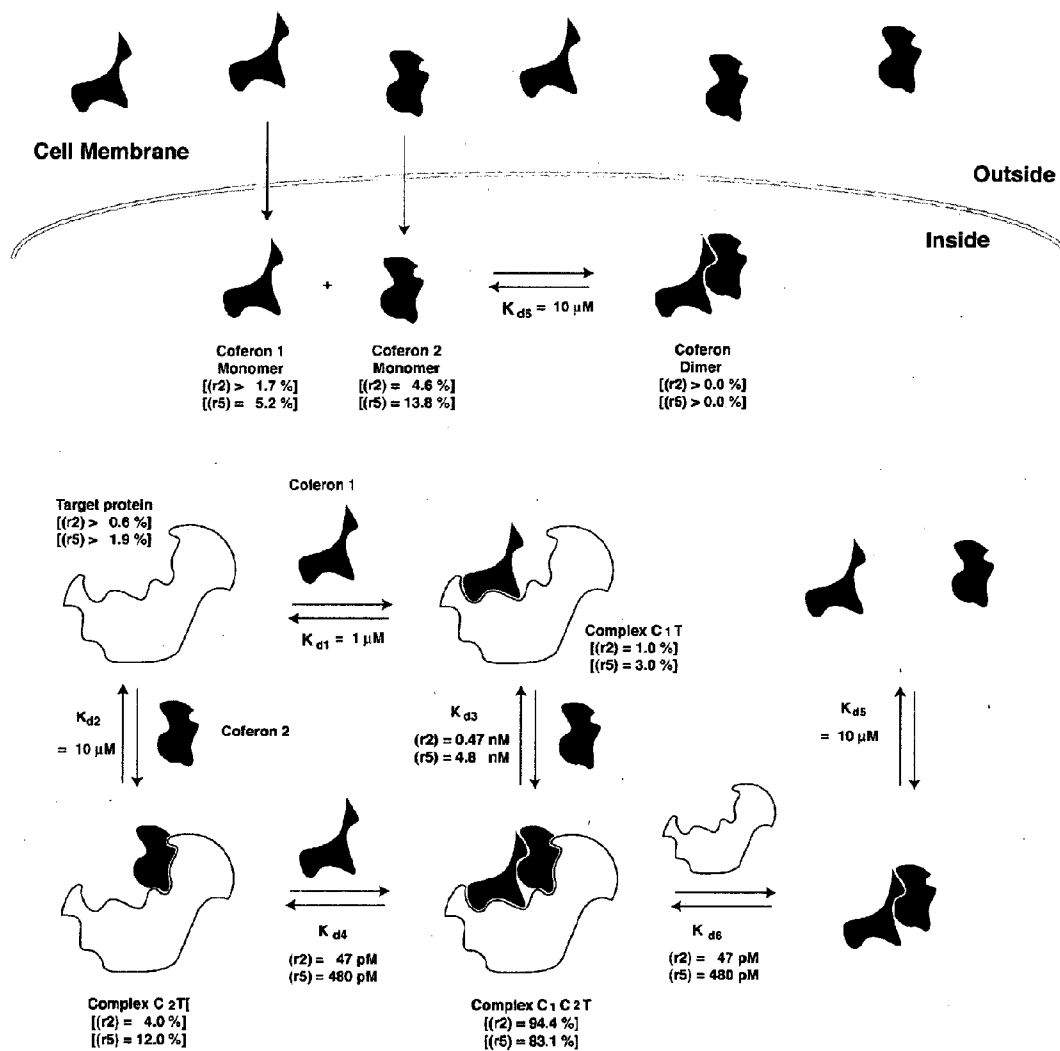 Cell Membrane
Outside
Inside
+
K d5 = 10 µM
Coferon 1
Monomer
[(r2) > 1.7 %]
[(r5) = 5.2 %]
Coferon 2
Monomer
[(r2) = 4.6 %]
[(r5) = 13.8 %]
Coferon
Dimer
[(r2) > 0.0 %]
[(r5) > 0.0 %]
Coferon 1
Target protein
[(r2) > 0.6 %]
[(r5) > 1.9 %]
K d1 = 1 µM
Complex C 1 T
[(r2) = 1.0 %]
[(r5) = 3.0 %]
K d2
= 10 µM
Coferon 2
K d3
(r2) = 0.47 nM
(r5) = 4.8 nM
K d5
= 10 µM
K d4
(r2) = 47 pM
(r5) = 480 pM
K d6
(r2) = 47 pM
(r5) = 480 pM
Complex C 2T[
[(r2) = 4.0 %]
[(r5) = 12.0 %]
Complex C 1 C 2T
[(r2) = 94.4 %]
[(r5) = 83.1 %]